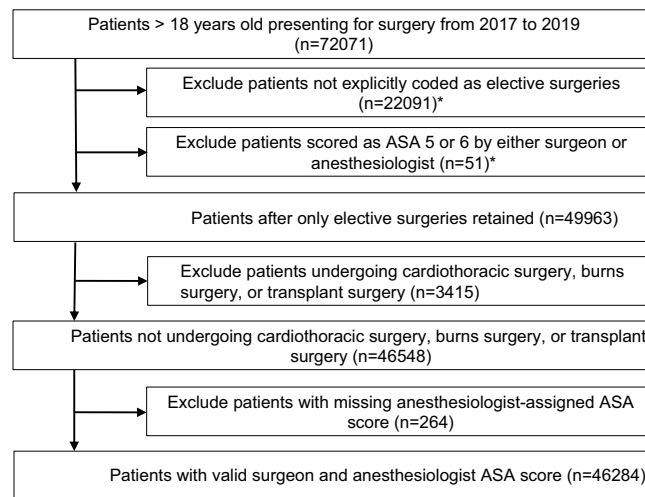 Patients > 18 years old presenting for surgery from 2017 to 2019
(n=72071)
Exclude patients not explicitly coded as elective surgeries
(n=22091)*
Exclude patients scored as ASA 5 or 6 by either surgeon or
anesthesiologist (n=51)*
Patients after only elective surgeries retained (n=49963)
Exclude patients undergoing cardiothoracic surgery, burns
surgery, or transplant surgery (n=3415)
Patients not undergoing cardiothoracic surgery, burns surgery, or transplant
surgery (n=46548)
Exclude patients with missing anesthesiologist-assigned ASA
score (n=264)
Patients with valid surgeon and anesthesiologist ASA score (n=46284)